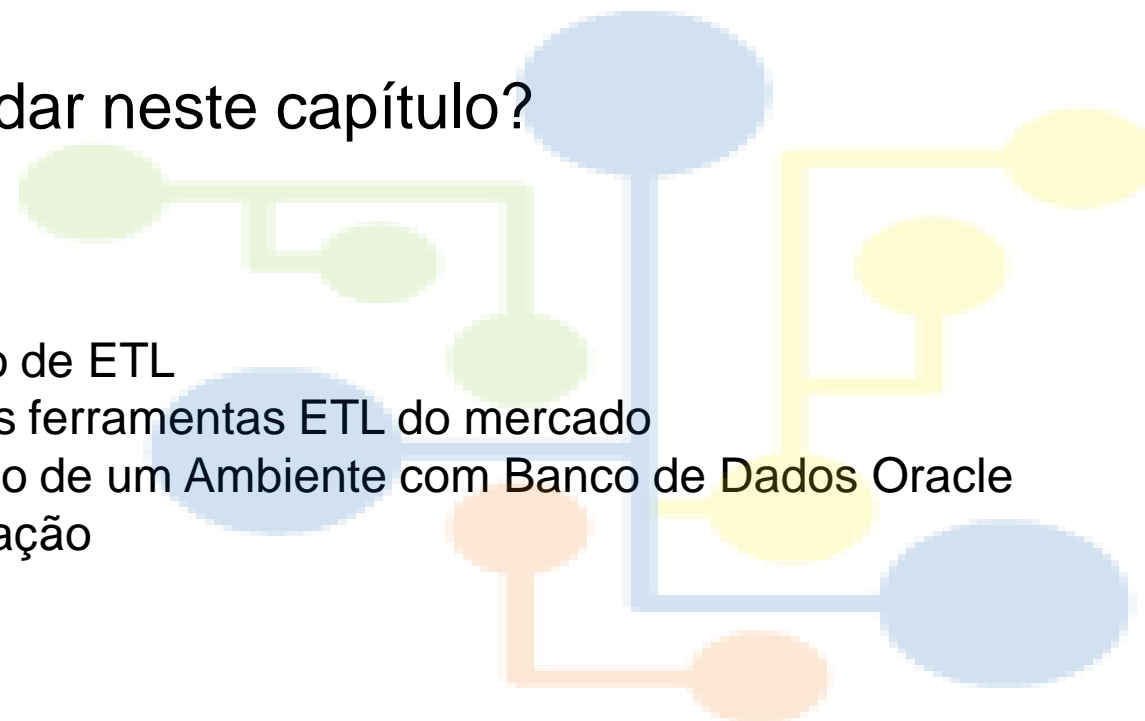 dar neste capítulo?
o de ETL
s ferramentas ETL do mercado
o de um Ambiente com Banco de Dados Oracle
ação